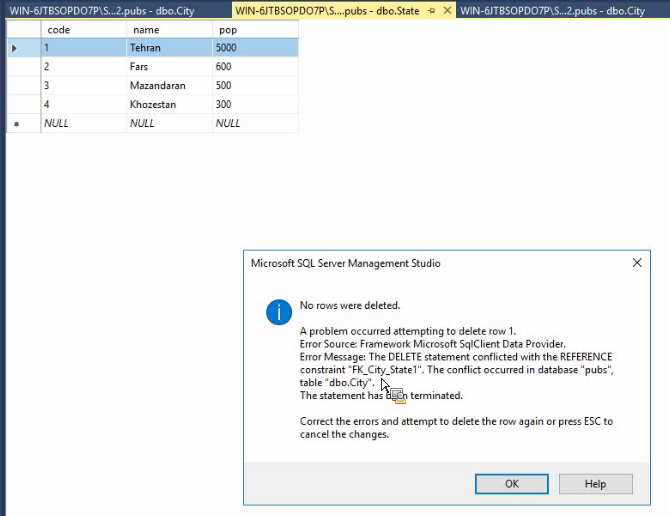 WIN-6JTBSOPDO7P\S...2.pubs - dbo.City WIN-6JTBSOPDO7P\S....pubs - dbo.State WIN-6JTBSOPDO7P\S...2.pubs - dbo.City
code name pop
1 Tehran 5000
2 Fars 600
3 Mazandaran 500
4 Khozestan 300
NULL NULL NULL
Microsoft SQL Server Management Studio
No rows were deleted.
A problem occurred attempting to delete row 1.
Error Source: Framework Microsoft SqlClient Data Provider.
Error Message: The DELETE statement conflicted with the REFERENCE
constraint "FK_City_State1". The conflict occurred in database "pubs",
table "dbo.City".
The statement has been terminated.
Correct the errors and attempt to delete the row again or press ESC to
cancel the changes.
OK Help